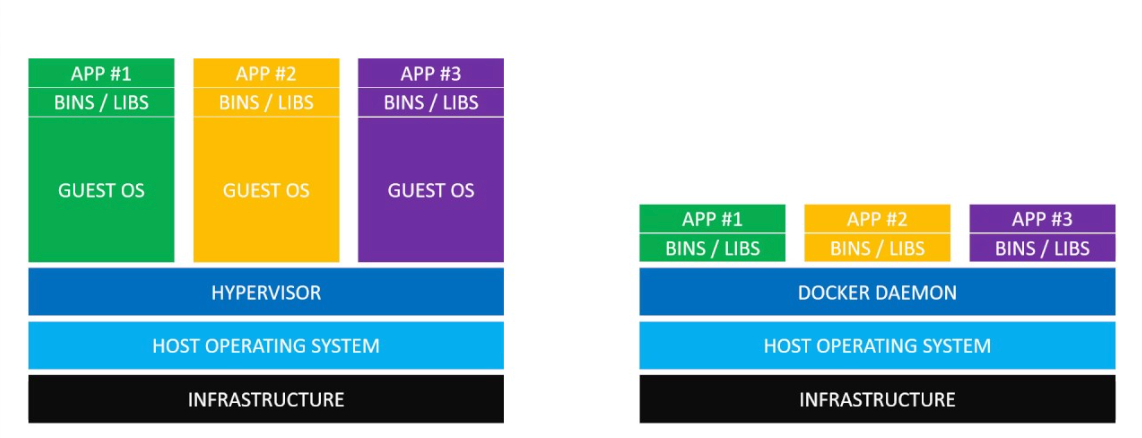 APP #1
BINS / LIBS
GUEST OS
APP #2
BINS / LIBS
GUEST OS
APP #3
BINS / LIBS
GUEST OS
HYPERVISOR
HOST OPERATING SYSTEM
INFRASTRUCTURE
APP #1
BINS / LIBS
APP #2
BINS / LIBS
APP #3
BINS / LIBS
DOCKER DAEMON
HOST OPERATING SYSTEM
INFRASTRUCTURE